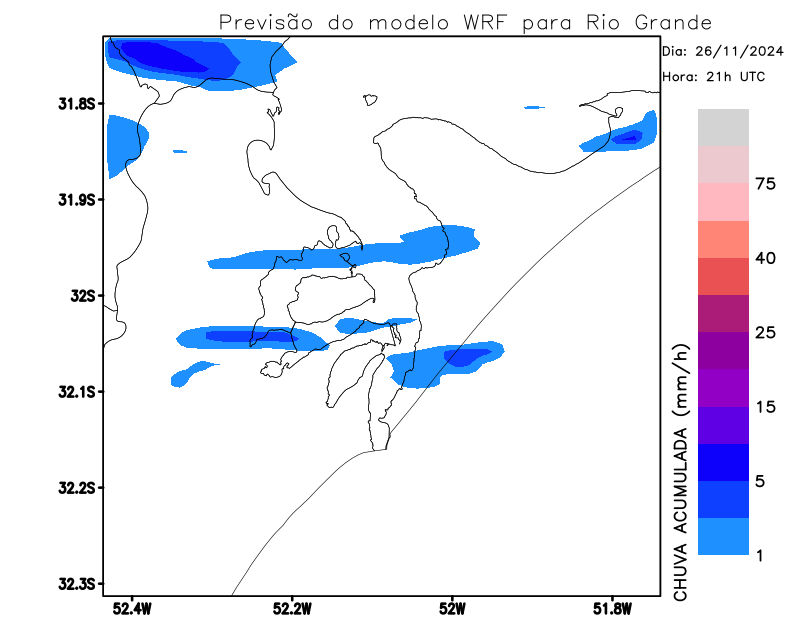 Previsão do modelo WRF para Rio Grande
Dia: 26/11/2024
Hora: 21h UTC
31.8S
31.9S
32S
32.1S
32.2S
32.3S
52.4W
52.2W
52W
51.8W
75
40
25
15
5
1
CHUVA ACUMULADA (mm/h)